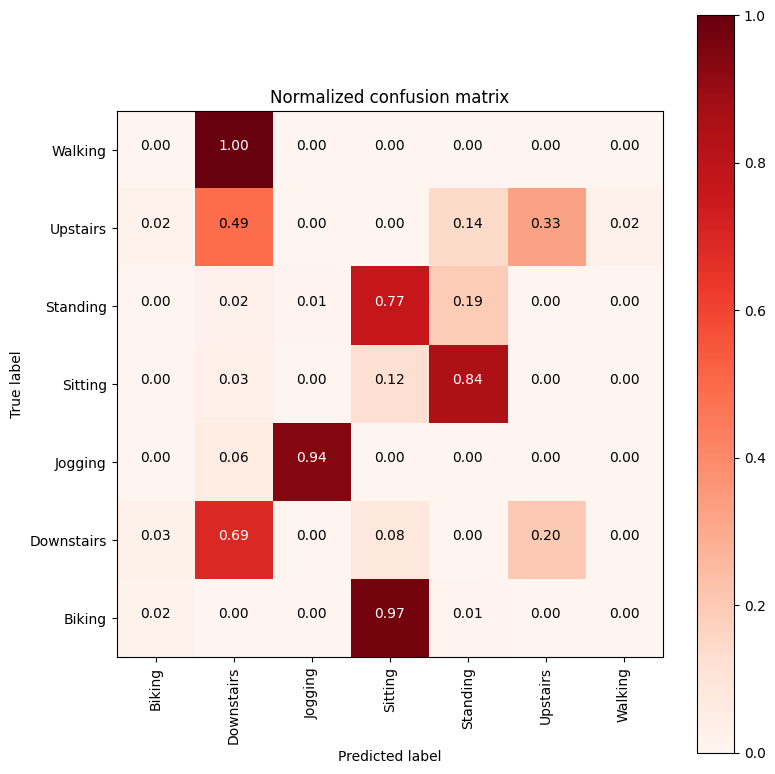 Normalized confusion matrix
Walking 0.00 1.00 0.00 0.00 0.00 0.00 0.00
Upstairs 0.02 0.49 0.00 0.00 0.14 0.33 0.02
Standing 0.00 0.02 0.01 0.77 0.19 0.00 0.00
Sitting 0.00 0.03 0.00 0.12 0.84 0.00 0.00
Jogging 0.00 0.06 0.94 0.00 0.00 0.00 0.00
Downstairs 0.03 0.69 0.00 0.08 0.00 0.20 0.00
Biking 0.02 0.00 0.00 0.97 0.01 0.00 0.00
Biking Downstairs Jogging Sitting Standing Upstairs Walking
Predicted label
True label
1.0
0.8
0.6
0.4
0.2
0.0